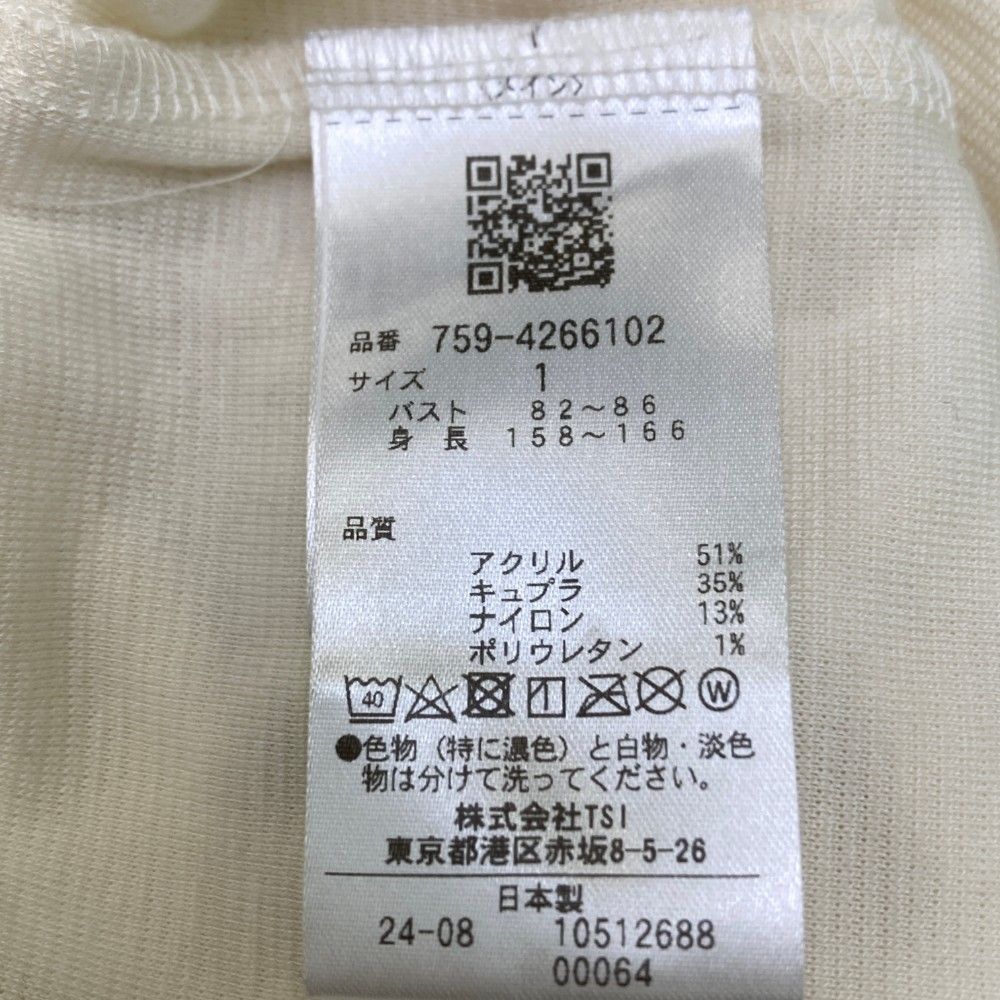 〈メイン〉
品番 759-4266102
サイズ 1
バスト 82～86
身長 158～166
品質
アクリル 51%
キュプラ 35%
ナイロン 13%
ポリウレタン 1%
40 W
●色物（特に濃色）と白物・淡色
物は分けて洗ってください。
株式会社TSI
東京都港区赤坂8-5-26
日本製
24-08 10512688
00064